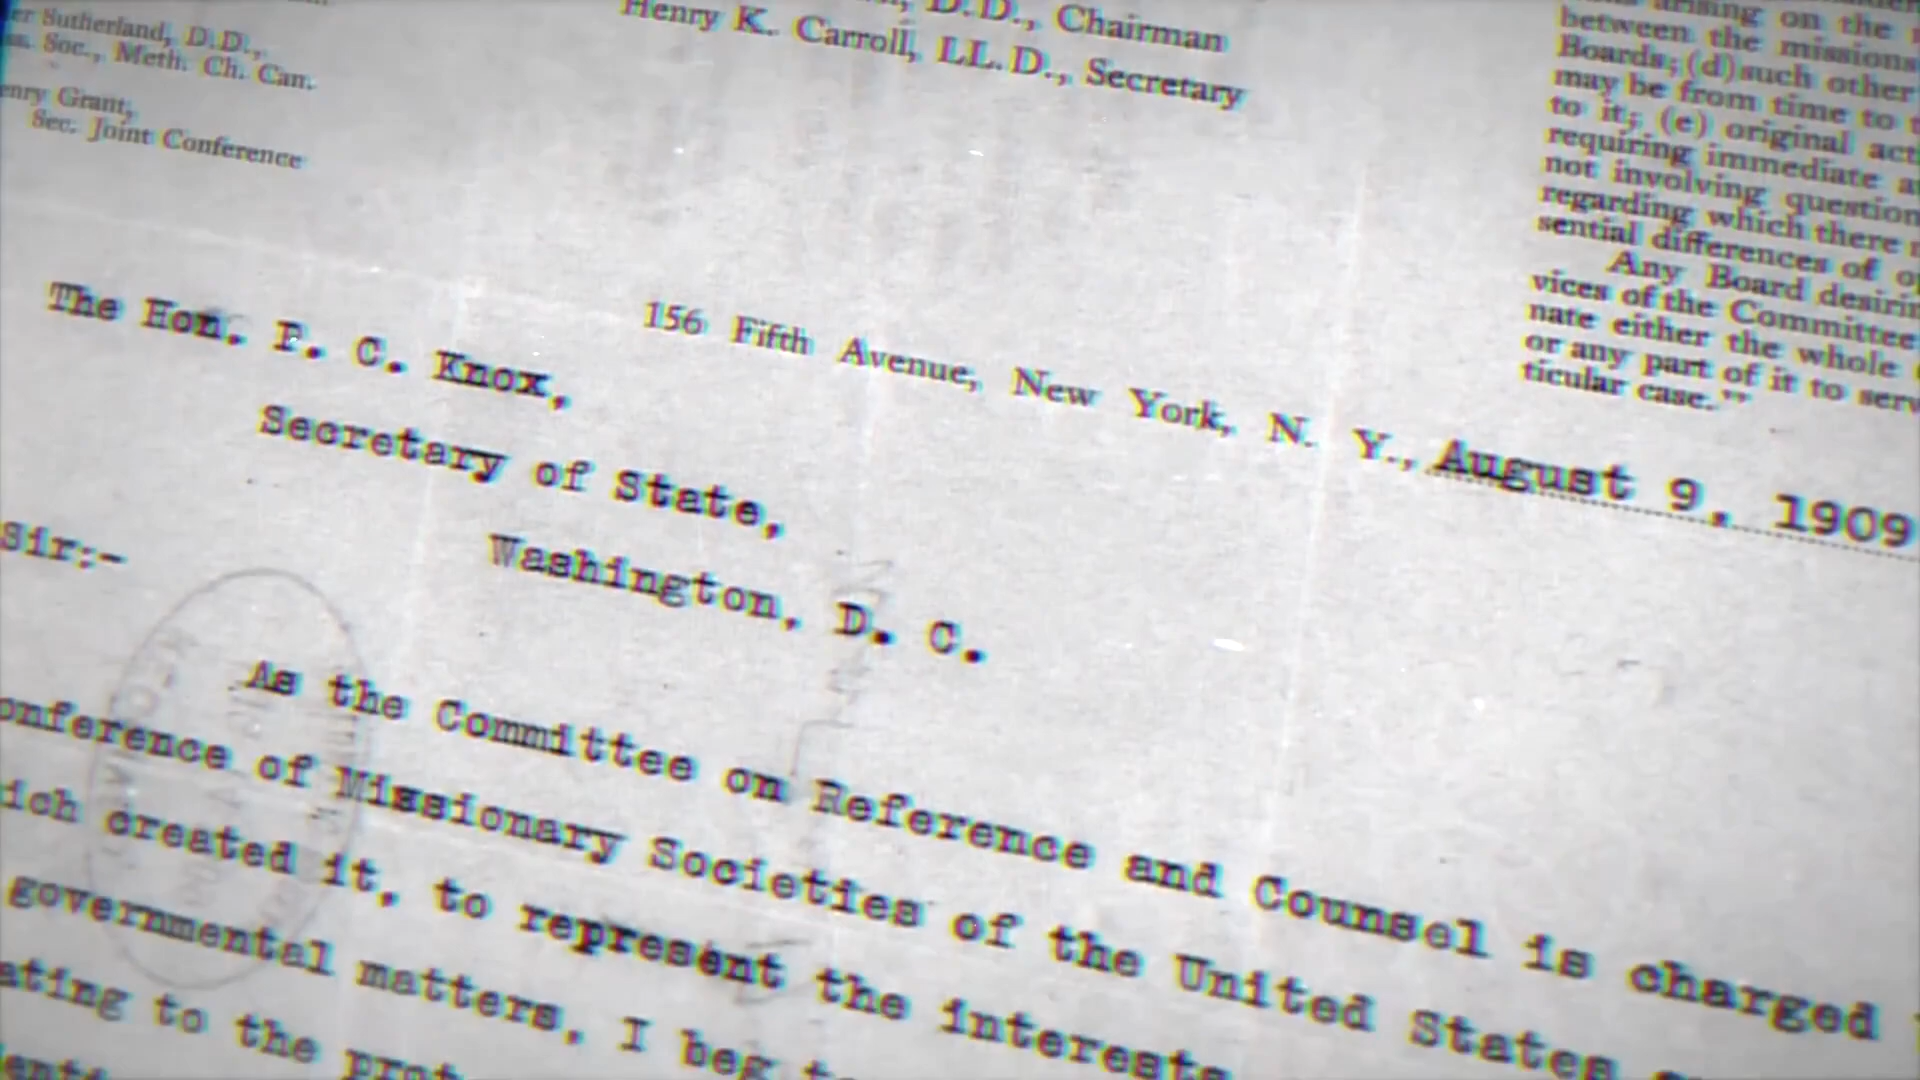 Sutherland, D.D.,
Soc., Meth. Ch. Can.
Grant,
Sec. Joint Conference
D.D., Chairman
Henry K. Carroll, LL.D., Secretary
arising on the
between the missions
Boards; (d) such other
may be from time to
to it; (e) original
requiring immediate
not involving question
regarding which there
sential differences of
Any Board
vices of the Committee
nate either the whole
or any part of it to
ticular case."
156 Fifth Avenue, New York, N. Y., August 9, 1909
The Hon. P. C. Knox,
Secretary of State,
Washington, D. C.
Sir:-
As the Committee on Reference and Counsel is charged
onference of Missionary Societies of the United States
ich created it, to represent the interests
governmental matters, I beg
ating to the